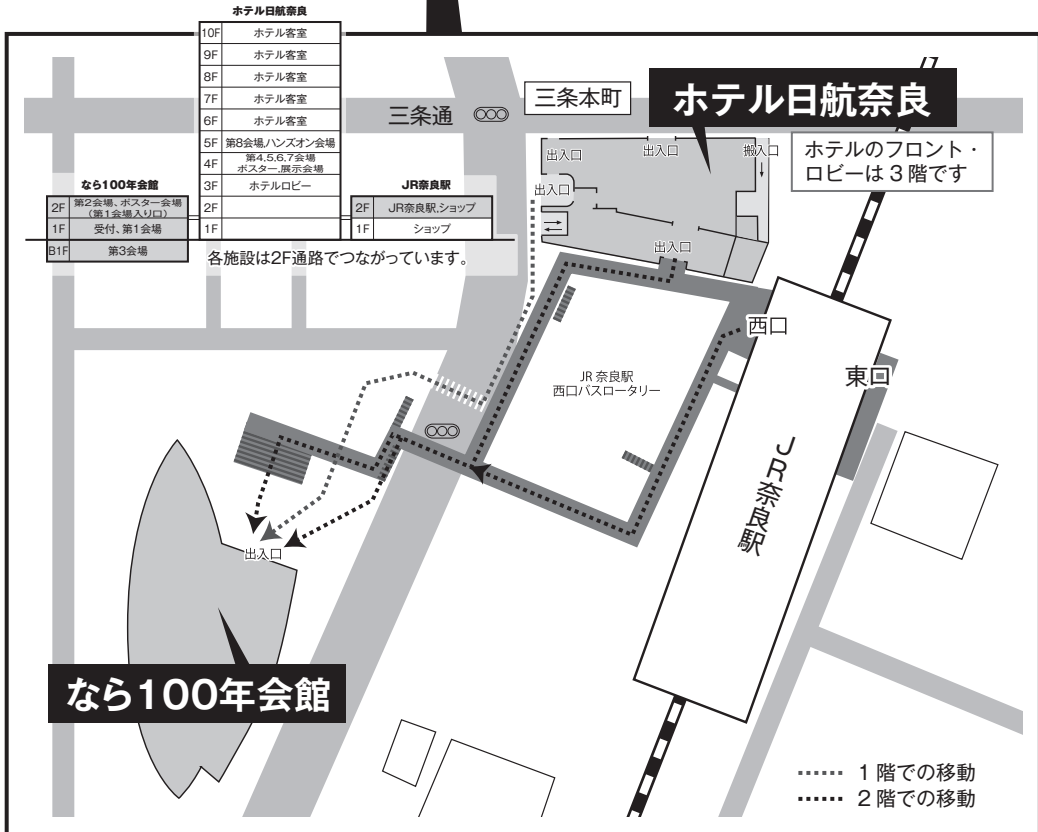 ホテル日航奈良
10F ホテル客室
9F ホテル客室
8F ホテル客室
7F ホテル客室
6F ホテル客室
5F 第8会場,ハンズオン会場
4F 第4,5,6,7会場
ポスター,展示会場
3F ホテルロビー
2F
1F
なら100年会館
2F 第2会場、ポスター会場
(第1会場入り口)
1F 受付、第1会場
B1F 第3会場
JR奈良駅
2F JR奈良駅,ショップ
1F ショップ
各施設は2F通路でつながっています。
三条通
三条本町
ホテル日航奈良
ホテルのフロント・
ロビーは3階です
出入口
出入口
搬入口
出入口
出入口
西口
東口
JR奈良駅
西口バスロータリー
JR奈良駅
出入口
なら100年会館
1階での移動
2階での移動